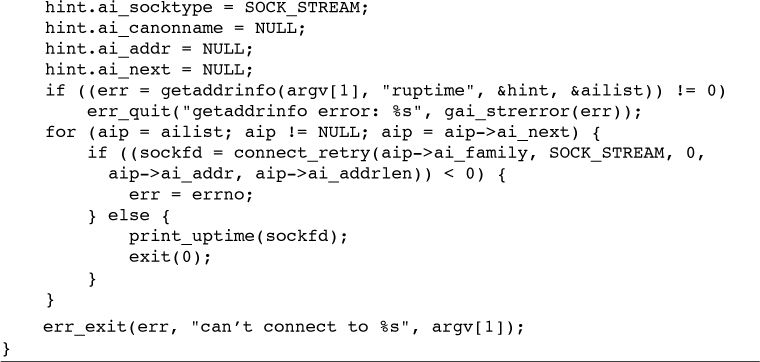 hint.ai_socktype = SOCK_STREAM;
hint.ai_canonname = NULL;
hint.ai_addr = NULL;
hint.ai_next = NULL;
if ((err = getaddrinfo(argv[1], "ruptime", &hint, &ailist)) != 0)
err_quit("getaddrinfo error: %s", gai_strerror(err));
for (aip = ailist; aip != NULL; aip = aip->ai_next) {
if ((sockfd = connect_retry(aip->ai_family, SOCK_STREAM, 0,
aip->ai_addr, aip->ai_addrlen)) < 0) {
err = errno;
} else {
print_uptime(sockfd);
exit(0);
}
}
err_exit(err, "can’t connect to %s", argv[1]);
}